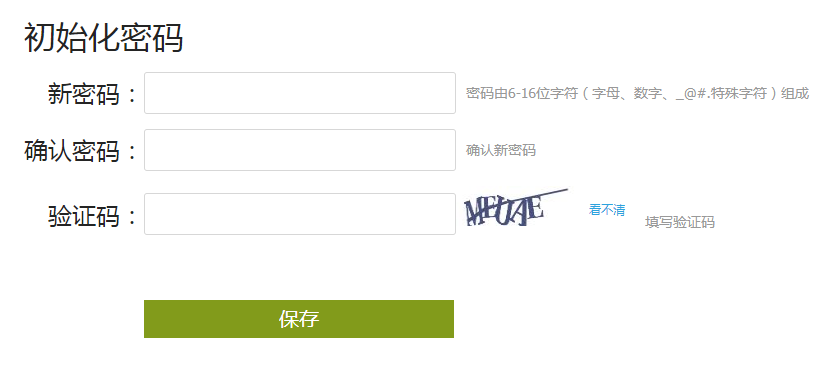 初始化密码
新密码： 密码由6-16位字符（字母、数字、_@#.特殊字符）组成
确认密码： 确认新密码
验证码： 看不清 填写验证码
保存